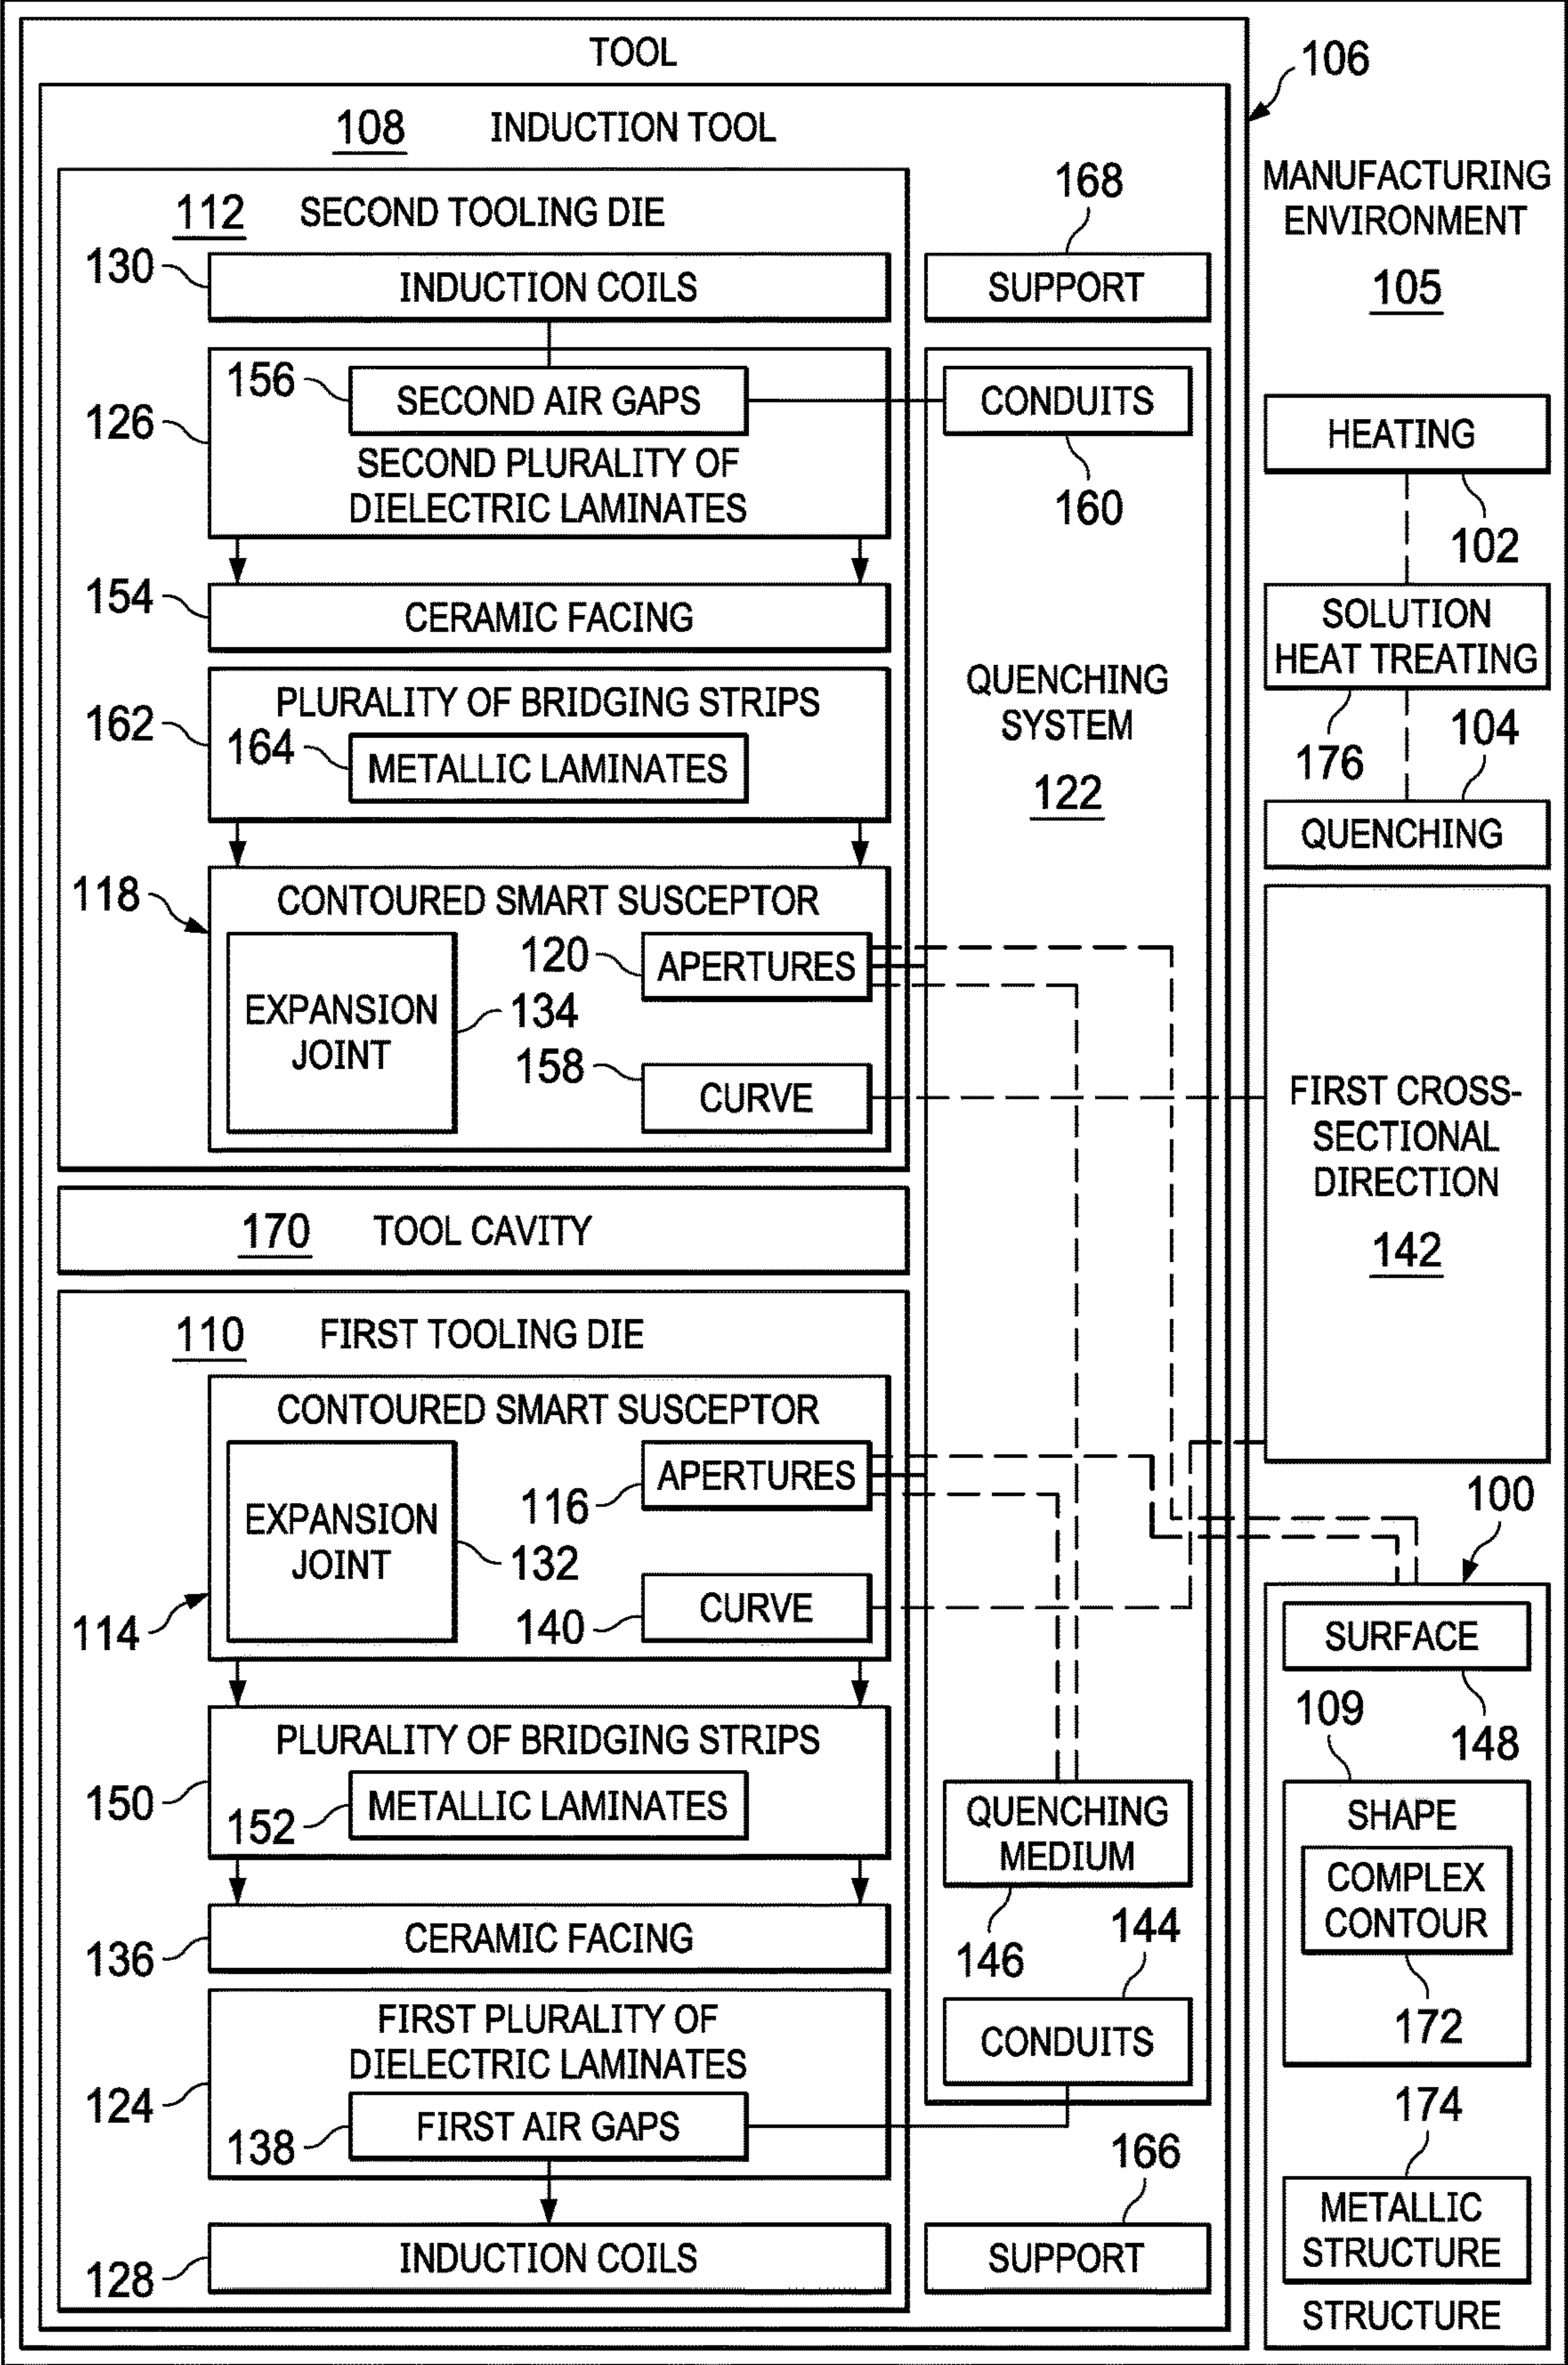 TOOL
106
108 INDUCTION TOOL
112 SECOND TOOLING DIE
130
INDUCTION COILS
156
SECOND AIR GAPS
126
SECOND PLURALITY OF
DIELECTRIC LAMINATES
154
CERAMIC FACING
PLURALITY OF BRIDGING STRIPS
162
164
METALLIC LAMINATES
118
CONTOURED SMART SUSCEPTOR
EXPANSION
JOINT
134
120
APERTURES
158
CURVE
170 TOOL CAVITY
110 FIRST TOOLING DIE
CONTOURED SMART SUSCEPTOR
EXPANSION
JOINT
132
116
APERTURES
140
CURVE
114
PLURALITY OF BRIDGING STRIPS
150
152
METALLIC LAMINATES
136
CERAMIC FACING
FIRST PLURALITY OF
DIELECTRIC LAMINATES
124
138
FIRST AIR GAPS
128
INDUCTION COILS
168
SUPPORT
CONDUITS
160
QUENCHING
SYSTEM
122
QUENCHING
MEDIUM
146
144
CONDUITS
166
SUPPORT
MANUFACTURING
ENVIRONMENT
105
HEATING
102
SOLUTION
HEAT TREATING
176
104
QUENCHING
FIRST CROSS-
SECTIONAL
DIRECTION
142
100
SURFACE
148
109
SHAPE
COMPLEX
CONTOUR
172
174
METALLIC
STRUCTURE
STRUCTURE